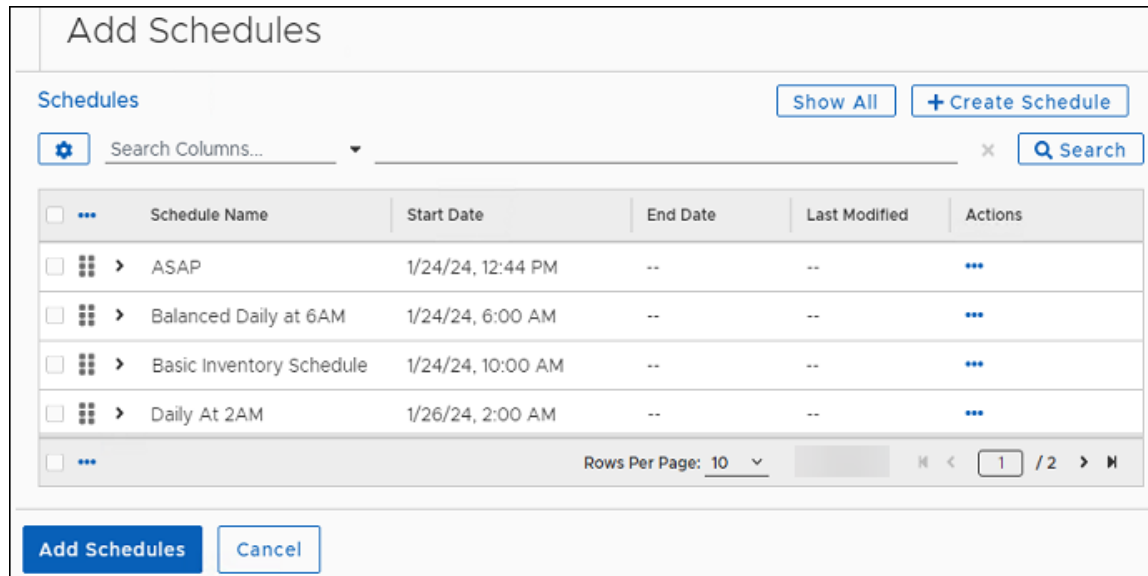 Add Schedules
Schedules Show All + Create Schedule
Search Columns... Search
Schedule Name Start Date End Date Last Modified Actions
ASAP 1/24/24, 12:44 PM -- -- •••
Balanced Daily at 6AM 1/24/24, 6:00 AM -- -- •••
Basic Inventory Schedule 1/24/24, 10:00 AM -- -- •••
Daily At 2AM 1/26/24, 2:00 AM -- -- •••
Rows Per Page: 10 1 / 2
Add Schedules Cancel